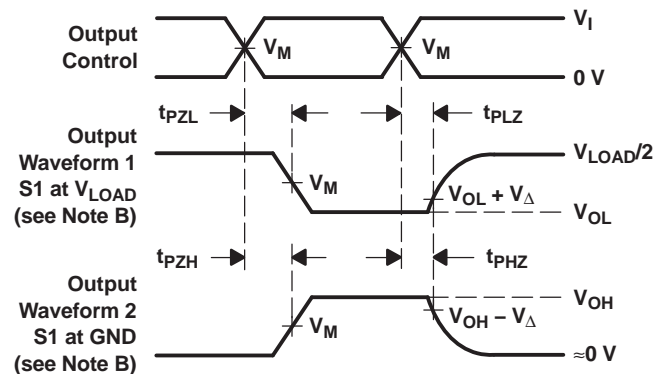 Output
Control
V_M
V_M
V_I
0 V
t_PZL
t_PLZ
Output
Waveform 1
S1 at V_LOAD
(see Note B)
V_M
V_LOAD/2
V_OL + V_Δ
V_OL
t_PZH
t_PHZ
Output
Waveform 2
S1 at GND
(see Note B)
V_M
V_OH
V_OH − V_Δ
≈0 V